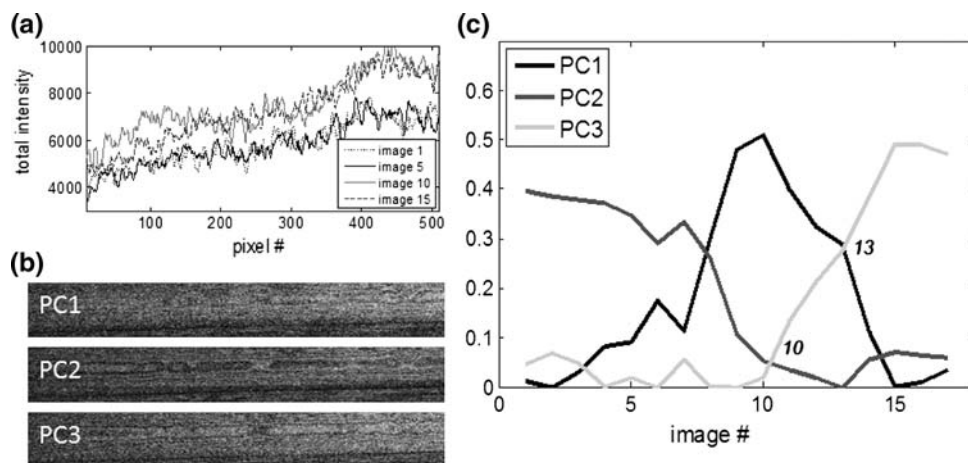 (a)
10000
8000
6000
4000
total intensity
image 1
image 5
image 10
image 15
100
200
300
400
500
pixel #
(b)
PC1
PC2
PC3
(c)
PC1
PC2
PC3
0.6
0.5
0.4
0.3
0.2
0.1
0
13
10
0
5
10
15
image #